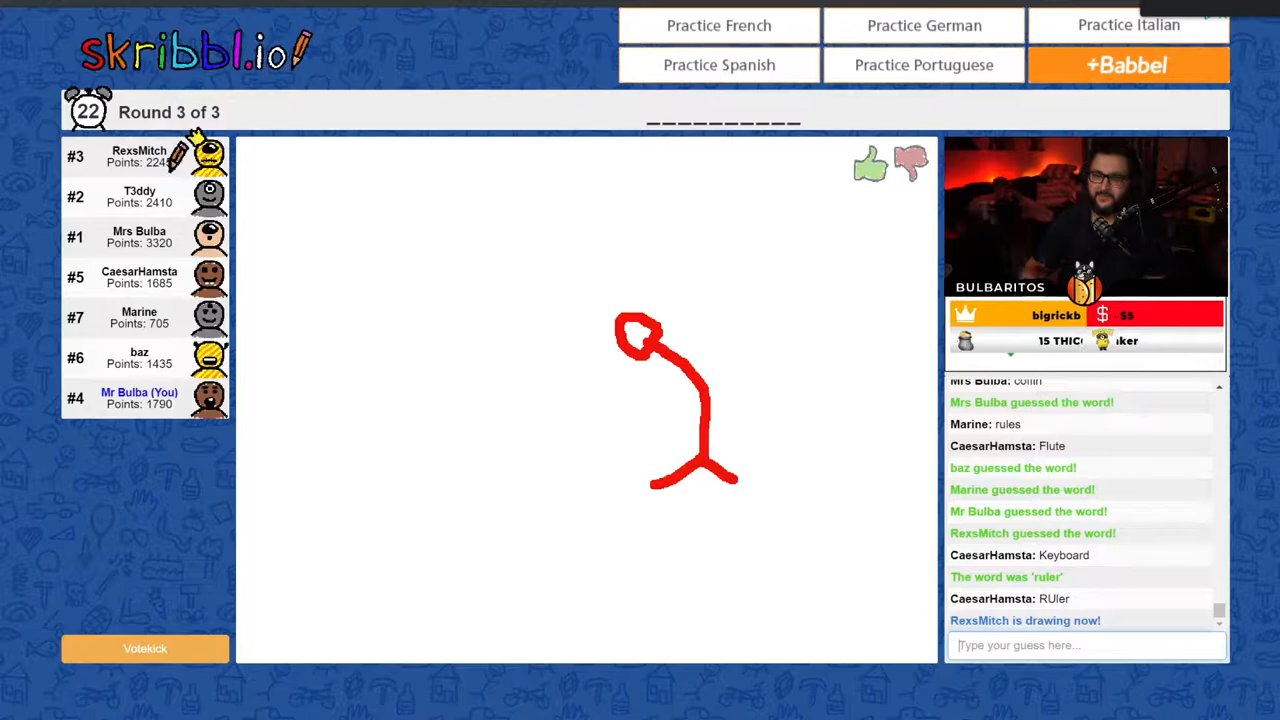 Practice French
Practice German
Practice Italian
Practice Spanish
Practice Portuguese
+Babbel
skribbl.io
22
Round 3 of 3
__________
#3
RexsMitch
Points: 2245
#2
T3ddy
Points: 2410
#1
Mrs Bulba
Points: 3320
#5
CaesarHamsta
Points: 1685
#7
Marine
Points: 705
#6
baz
Points: 1435
#4
Mr Bulba (You)
Points: 1790
Votekick
BULBARITOS
bigrickb
$ - $5
15 THIC
ker
Mrs Bulba: coffin
Mrs Bulba guessed the word!
Marine: rules
CaesarHamsta: Flute
baz guessed the word!
Marine guessed the word!
Mr Bulba guessed the word!
RexsMitch guessed the word!
CaesarHamsta: Keyboard
The word was 'ruler'
CaesarHamsta: RUler
RexsMitch is drawing now!
Type your guess here...